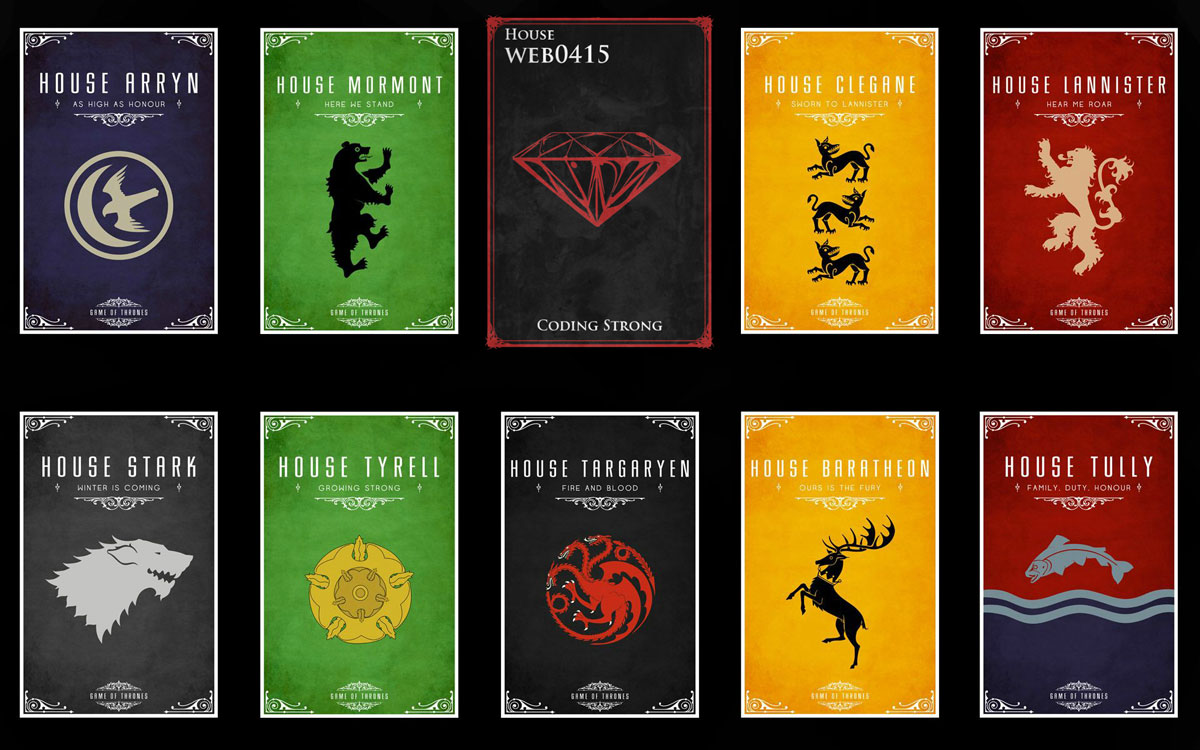 HOUSE ARRYN
AS HIGH AS HONOUR
GAME OF THRONES
HOUSE MORMONT
HERE WE STAND
GAME OF THRONES
HOUSE
WEB0415
CODING STRONG
HOUSE CLEGANE
SWORN TO LANNISTER
GAME OF THRONES
HOUSE LANNISTER
HEAR ME ROAR
GAME OF THRONES
HOUSE STARK
WINTER IS COMING
GAME OF THRONES
HOUSE TYRELL
GROWING STRONG
GAME OF THRONES
HOUSE TARGARYEN
FIRE AND BLOOD
GAME OF THRONES
HOUSE BARATHEON
OURS IS THE FURY
GAME OF THRONES
HOUSE TULLY
FAMILY, DUTY, HONOUR
GAME OF THRONES